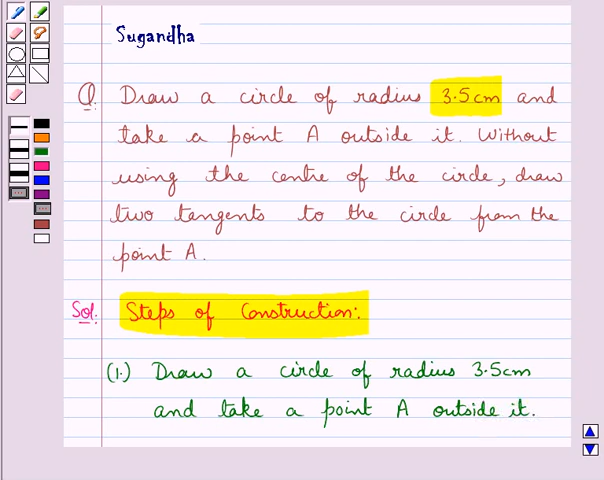 Sugandha
Q. Draw a circle of radius 3.5cm and
take a point A outside it. Without
using the centre of the circle, draw
two tangents to the circle from the
point A.
Sol. Steps of Construction:
(1.) Draw a circle of radius 3.5cm
and take a point A outside it.